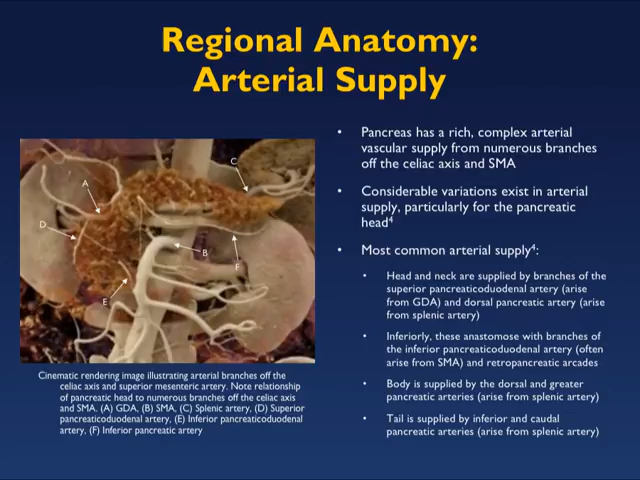 Regional Anatomy:
Arterial Supply
A
B
C
D
E
F
Cinematic rendering image illustrating arterial branches off the
celiac axis and superior mesenteric artery. Note relationship
of pancreatic head to numerous branches off the celiac axis
and SMA. (A) GDA, (B) SMA, (C) Splenic artery, (D) Superior
pancreaticoduodenal artery, (E) Inferior pancreaticoduodenal
artery, (F) Inferior pancreatic artery
• Pancreas has a rich, complex arterial
vascular supply from numerous branches
off the celiac axis and SMA
• Considerable variations exist in arterial
supply, particularly for the pancreatic
head⁴
• Most common arterial supply⁴:
• Head and neck are supplied by branches of the
superior pancreaticoduodenal artery (arise
from GDA) and dorsal pancreatic artery (arise
from splenic artery)
• Inferiorly, these anastomose with branches of
the inferior pancreaticoduodenal artery (often
arise from SMA) and retropancreatic arcades
• Body is supplied by the dorsal and greater
pancreatic arteries (arise from splenic artery)
• Tail is supplied by inferior and caudal
pancreatic arteries (arise from splenic artery)